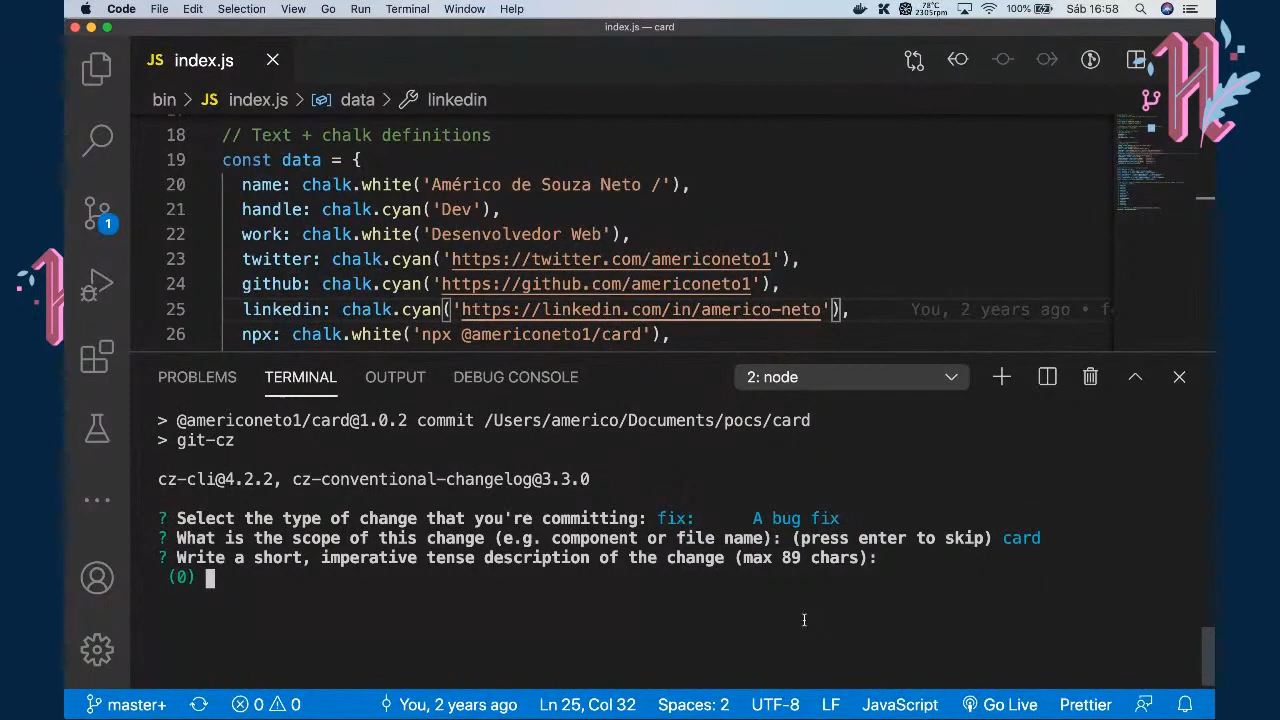 Code File Edit Selection View Go Run Terminal Window Help 78°C 2305rpm 100% Sáb 16:58
index.js — card
JS index.js
bin > JS index.js > data > linkedin
18 // Text + chalk definitions
19 const data = {
20 name: chalk.white('Américo de Souza Neto /'),
21 handle: chalk.cyan('Dev'),
22 work: chalk.white('Desenvolvedor Web'),
23 twitter: chalk.cyan('https://twitter.com/americoneto1'),
24 github: chalk.cyan('https://github.com/americoneto1'),
25 linkedin: chalk.cyan('https://linkedin.com/in/americo-neto'), You, 2 years ago • f
26 npx: chalk.white('npx @americoneto1/card'),
1
PROBLEMS TERMINAL OUTPUT DEBUG CONSOLE 2: node
> @americoneto1/card@1.0.2 commit /Users/americo/Documents/pocs/card
> git-cz
cz-cli@4.2.2, cz-conventional-changelog@3.3.0
? Select the type of change that you're committing: fix: A bug fix
? What is the scope of this change (e.g. component or file name): (press enter to skip) card
? Write a short, imperative tense description of the change (max 89 chars):
(0)
master+ 0 0 You, 2 years ago Ln 25, Col 32 Spaces: 2 UTF-8 LF JavaScript Go Live Prettier